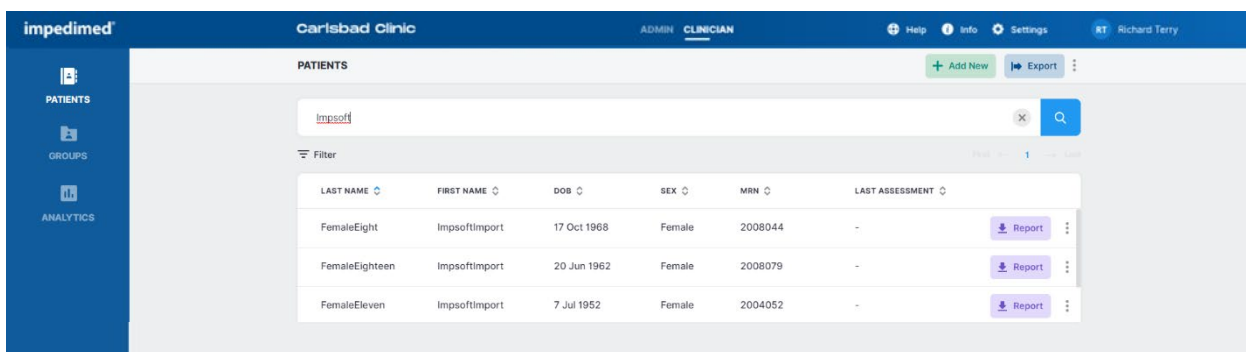 impedimed®
Carlsbad Clinic
ADMIN CLINICIAN
Help Info Settings
RT Richard Terry
PATIENTS
GROUPS
ANALYTICS
PATIENTS
+ Add New
Export
Impsoft
Filter
1
LAST NAME FIRST NAME DOB SEX MRN LAST ASSESSMENT
FemaleEight ImpsoftImport 17 Oct 1968 Female 2008044 - Report
FemaleEighteen ImpsoftImport 20 Jun 1962 Female 2008079 - Report
FemaleEleven ImpsoftImport 7 Jul 1952 Female 2004052 - Report